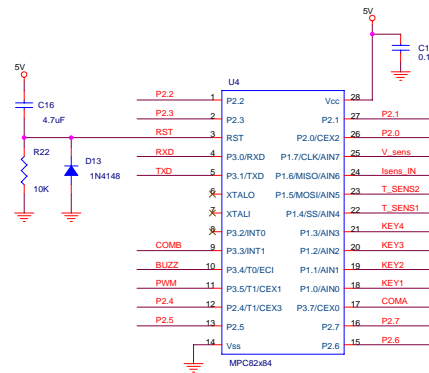 5V
5V
C16
4.7uF
C1
0.1
U4
P2.2 1 P2.2 Vcc 28
P2.3 2 P2.3 P2.1 27 P2.1
RST 3 RST P2.0/CEX2 26 P2.0
RXD 4 P3.0/RXD P1.7/CLK/AIN7 25 V_sens
TXD 5 P3.1/TXD P1.6/MISO/AIN6 24 Isens_IN
6 XTALO P1.5/MOSI/AIN5 23 T_SENS2
7 XTALI P1.4/SS/AIN4 22 T_SENS1
8 P3.2/INT0 P1.3/AIN3 21 KEY4
COMB 9 P3.3/INT1 P1.2/AIN2 20 KEY3
BUZZ 10 P3.4/T0/ECI P1.1/AIN1 19 KEY2
PWM 11 P3.5/T1/CEX1 P1.0/AIN0 18 KEY1
P2.4 12 P2.4/T1/CEX3 P3.7/CEX0 17 COMA
P2.5 13 P2.5 P2.7 16 P2.7
14 Vss P2.6 15 P2.6
MPC82x84
R22
10K
D13
1N4148